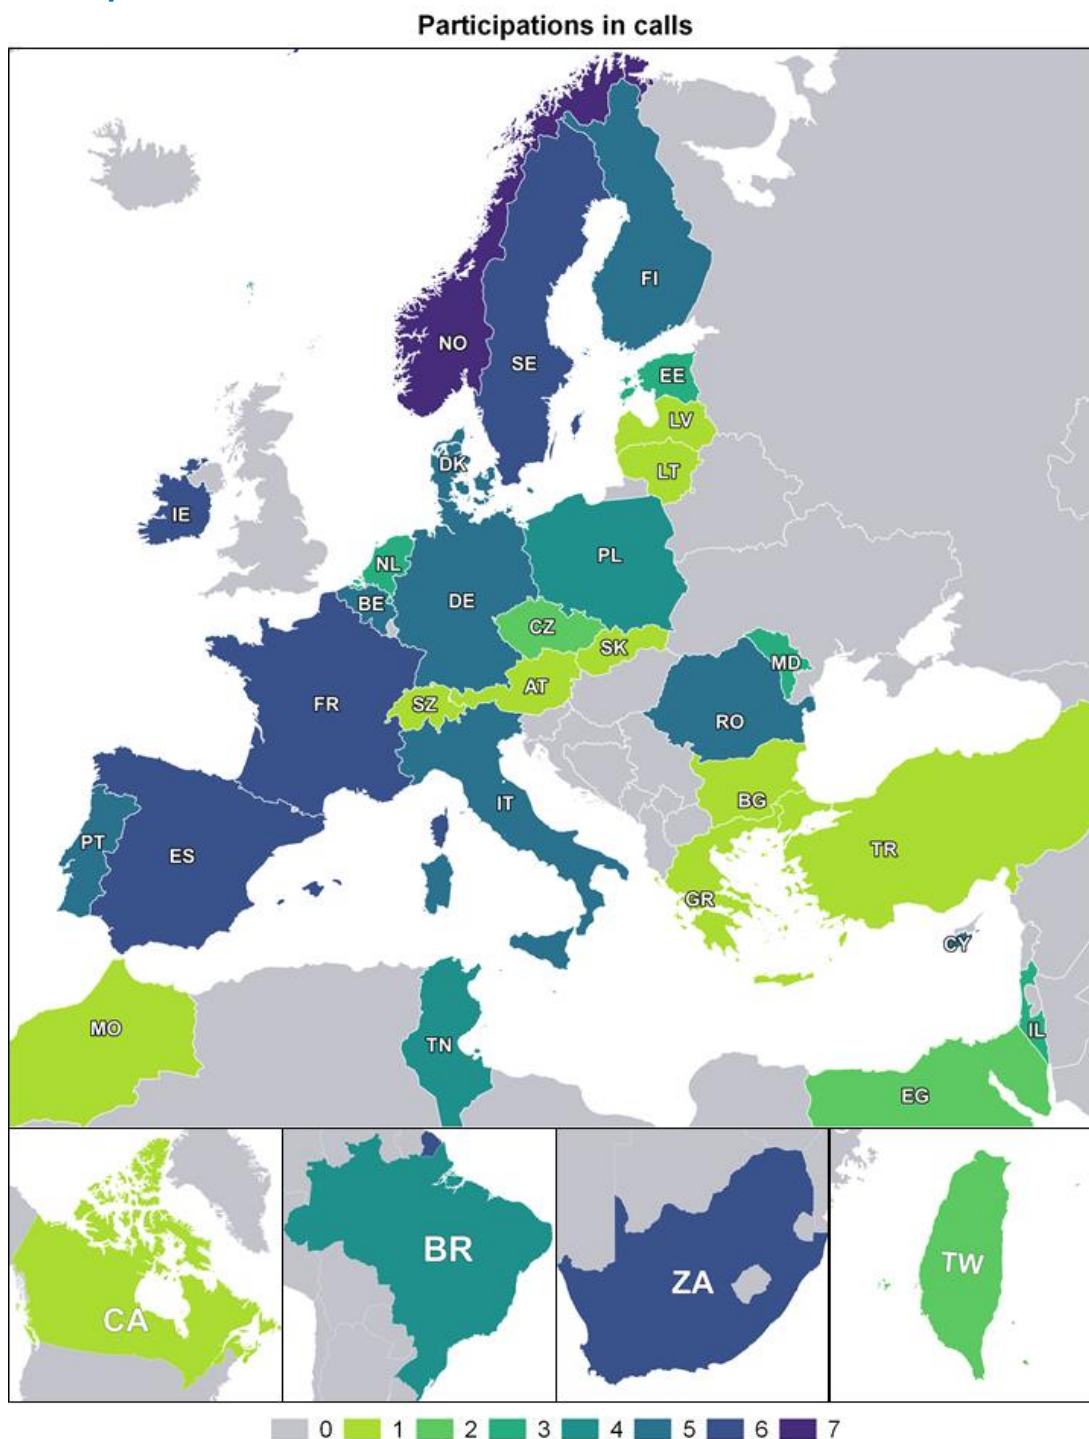 Participations in calls
FI
NO
SE
EE
LV
LT
DK
IE
PL
NL
BE
DE
CZ
SK
MD
AT
SZ
FR
RO
BG
IT
PT
ES
TR
GR
CY
MO
TN
IL
EG
CA
BR
ZA
TW
0 1 2 3 4 5 6 7